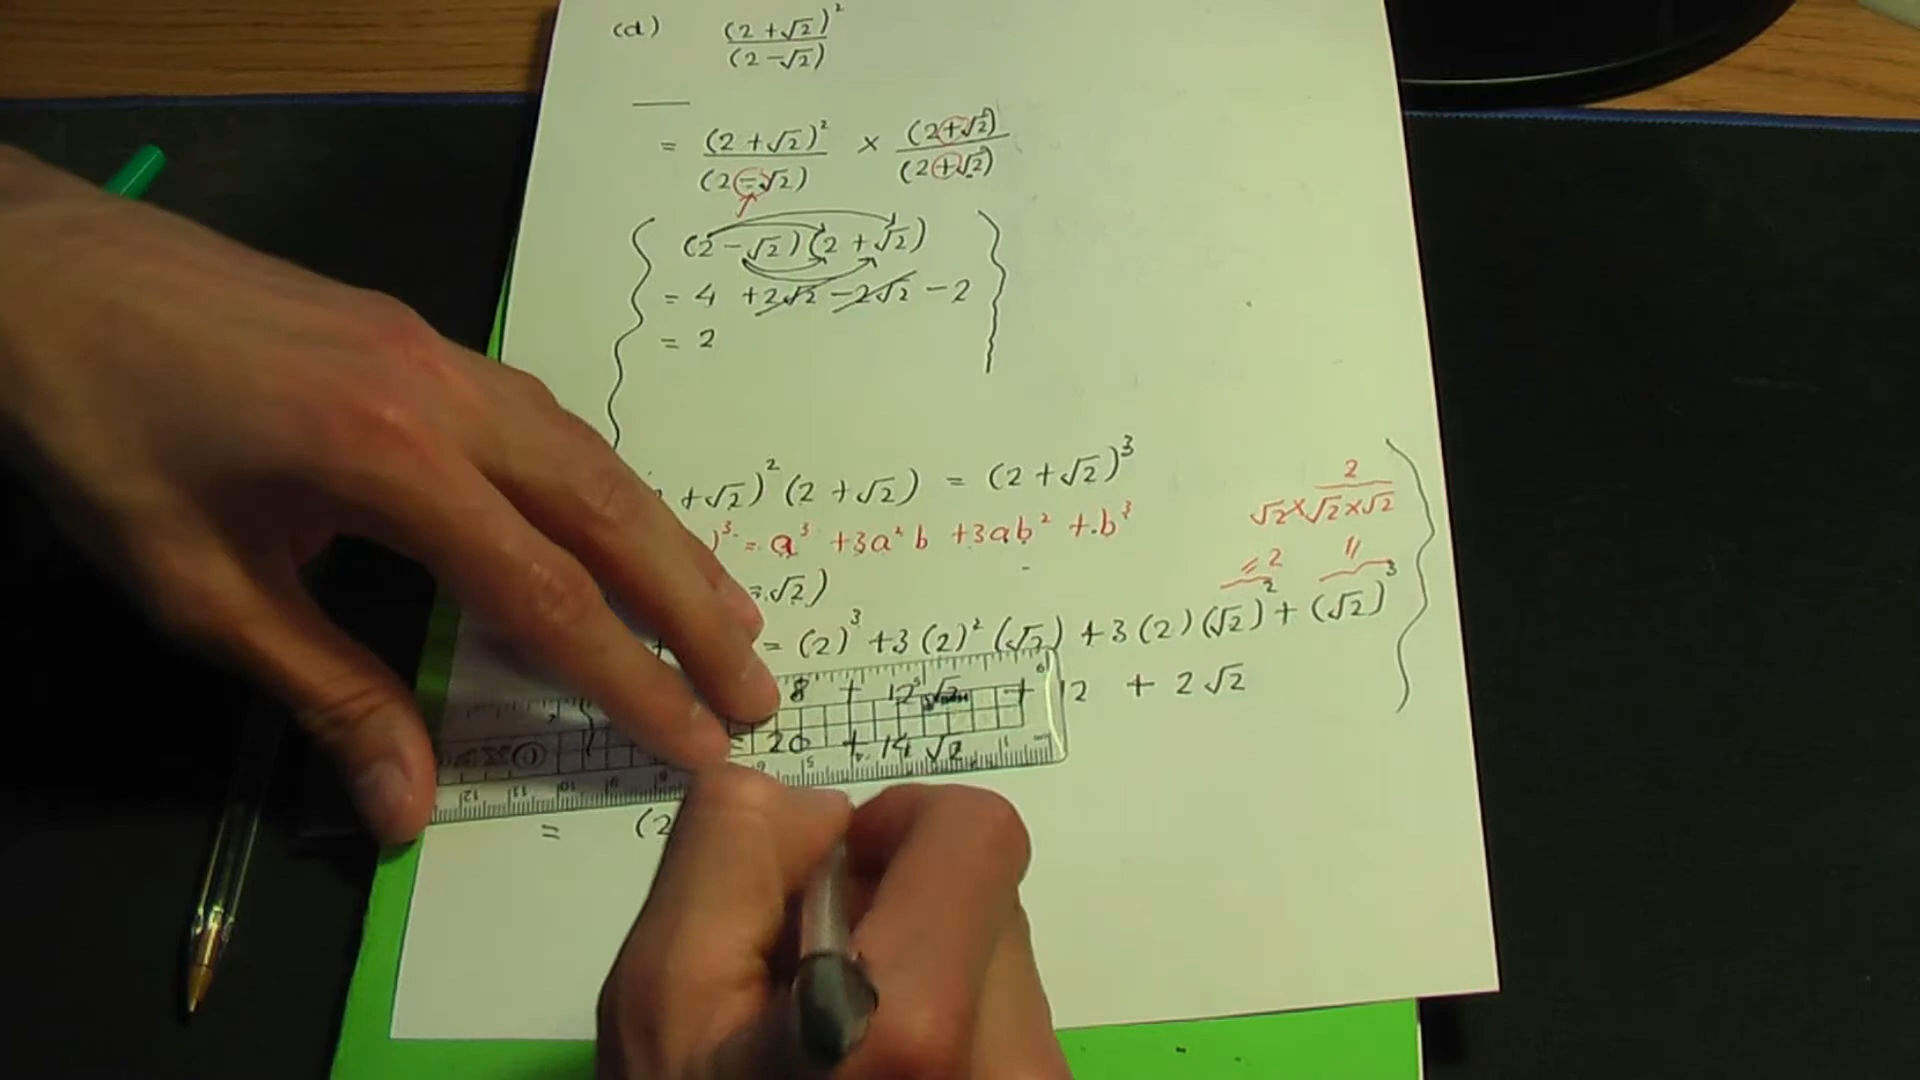 (d) (2 + √2)²
(2 - √2)
= (2 + √2)² × (2 + √2)
(2 - √2) (2 + √2)
(2 - √2)(2 + √2)
= 4 + 2√2 - 2√2 - 2
= 2
+ √2)² (2 + √2) = (2 + √2)³
2
√2 × √2 × √2
)³ = a³ + 3a²b + 3ab² + b³
= 2
= √2)
= (2)³ + 3(2)²(√2) + 3(2)(√2)² + (√2)³
8 + 12√2 + 12 + 2√2
= 20 + 14√2
= (2